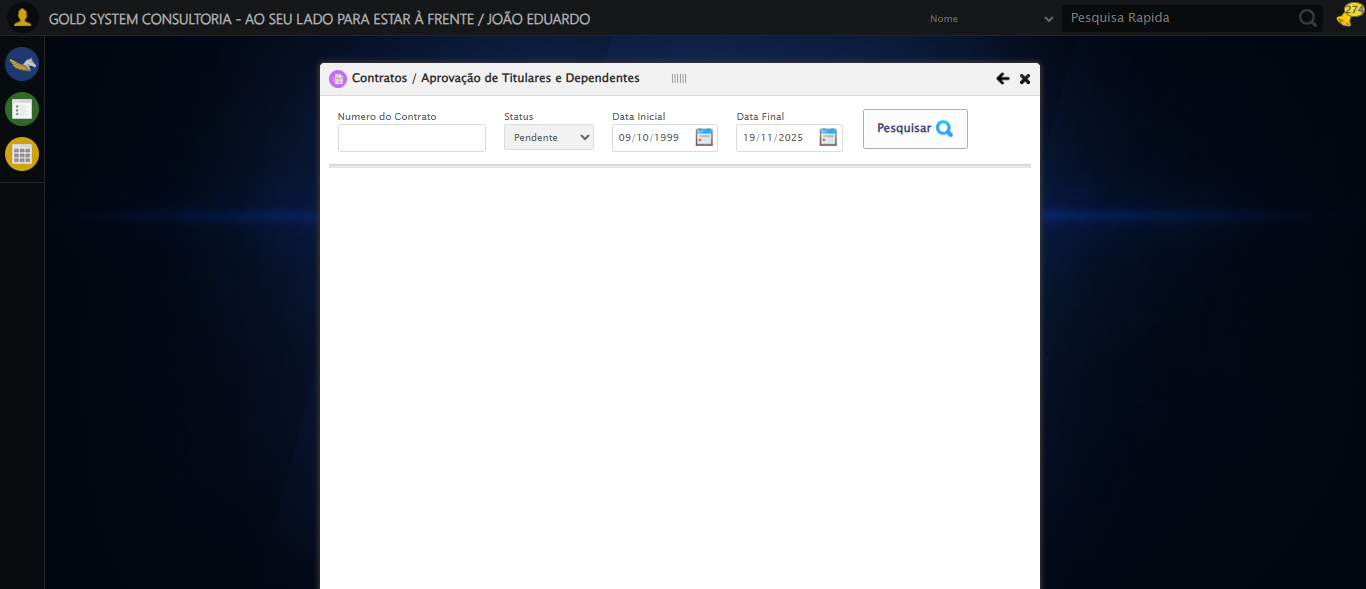 GOLD SYSTEM CONSULTORIA - AO SEU LADO PARA ESTAR À FRENTE / JOÃO EDUARDO
Nome
Pesquisa Rapida
274
Contratos / Aprovação de Titulares e Dependentes
Numero do Contrato
Status
Data Inicial
Data Final
Pendente
09/10/1999
19/11/2025
Pesquisar